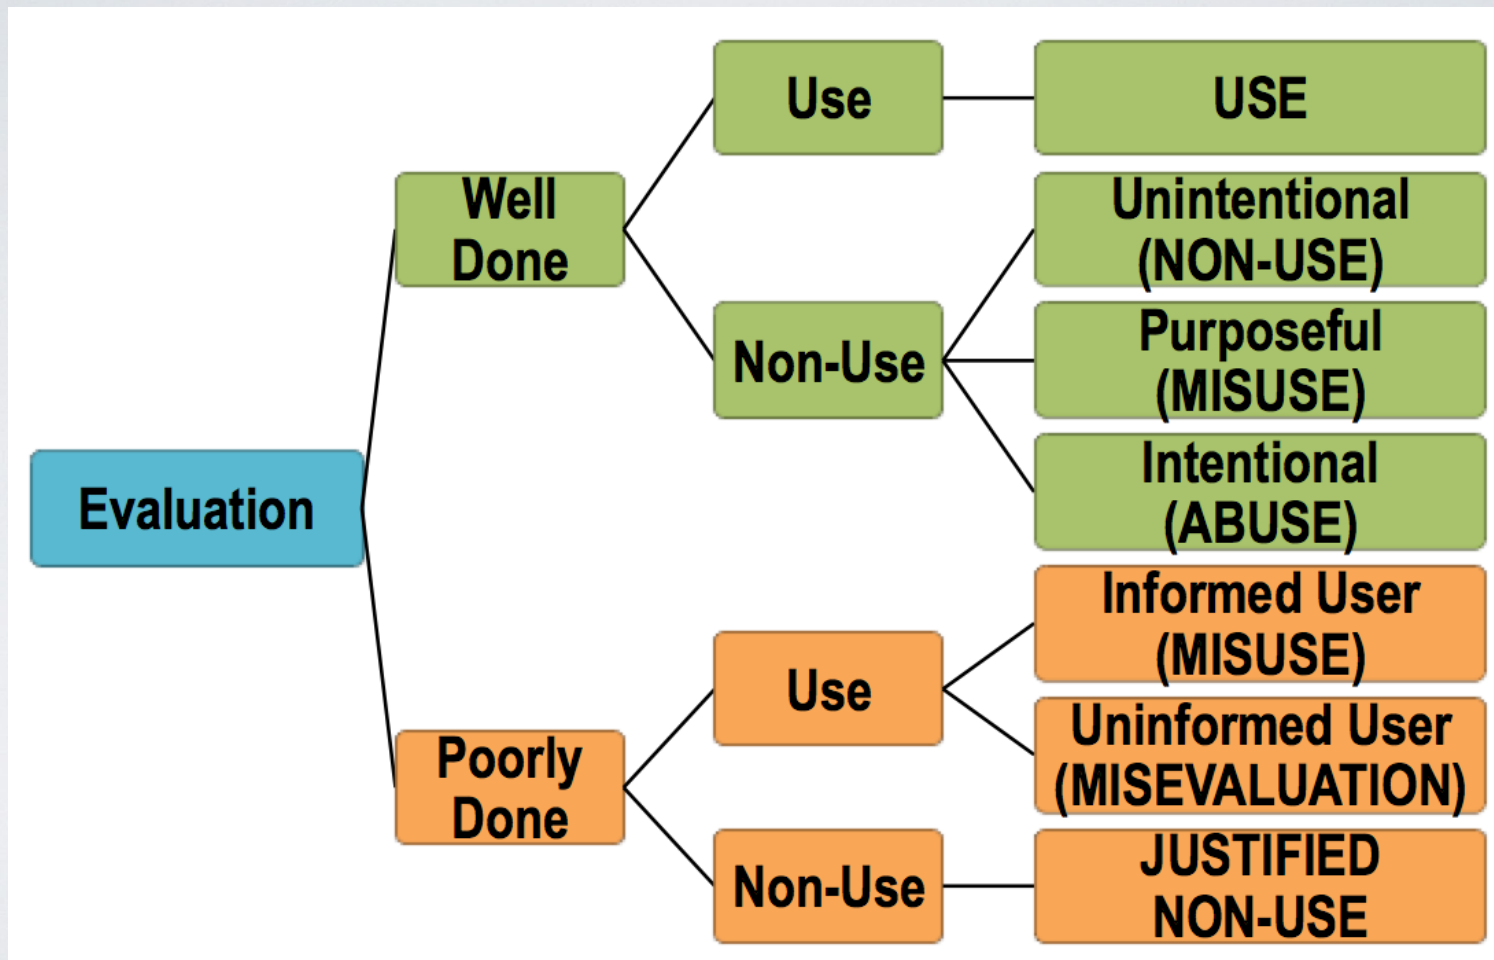 Evaluation
Well
Done
Use
USE
Non-Use
Unintentional
(NON-USE)
Purposeful
(MISUSE)
Intentional
(ABUSE)
Poorly
Done
Use
Informed User
(MISUSE)
Uninformed User
(MISEVALUATION)
Non-Use
JUSTIFIED
NON-USE